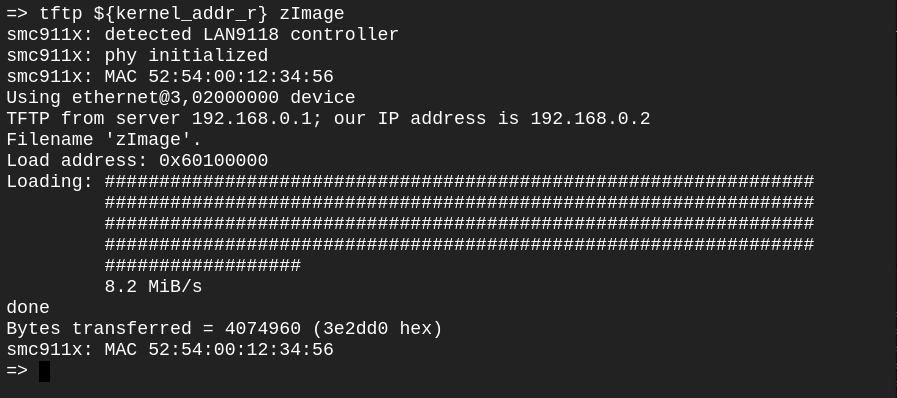 => tftp ${kernel_addr_r} zImage
smc911x: detected LAN9118 controller
smc911x: phy initialized
smc911x: MAC 52:54:00:12:34:56
Using ethernet@3,02000000 device
TFTP from server 192.168.0.1; our IP address is 192.168.0.2
Filename 'zImage'.
Load address: 0x60100000
Loading: #################################################################
         #################################################################
         #################################################################
         #################################################################
         ##################
         8.2 MiB/s
done
Bytes transferred = 4074960 (3e2dd0 hex)
smc911x: MAC 52:54:00:12:34:56
=>